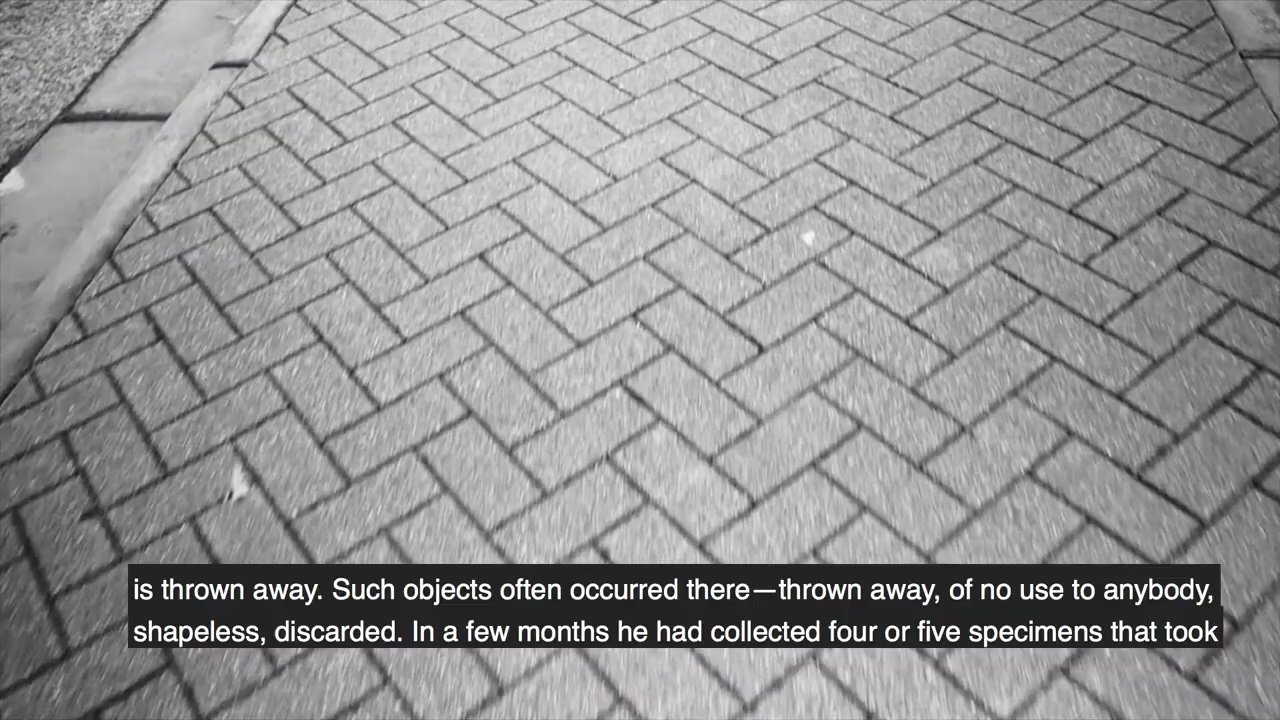 is thrown away. Such objects often occurred there—thrown away, of no use to anybody,
shapeless, discarded. In a few months he had collected four or five specimens that took